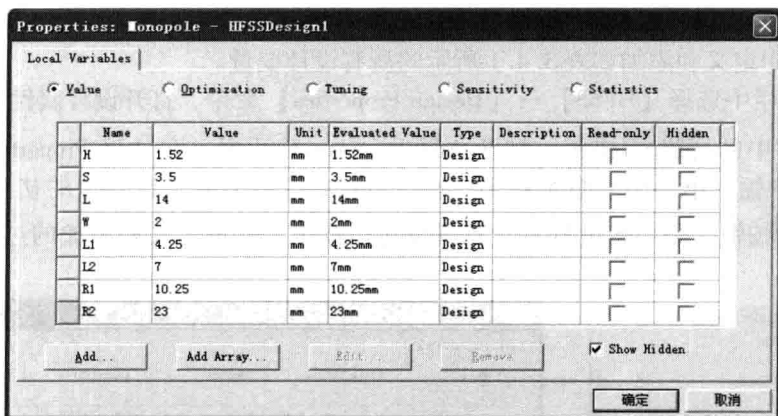 Properties: Monopole - HFSSDesign1
Local Variables
Value Optimization Tuning Sensitivity Statistics
Name Value Unit Evaluated Value Type Description Read-only Hidden
H 1.52 mm 1.52mm Design
S 3.5 mm 3.5mm Design
L 14 mm 14mm Design
W 2 mm 2mm Design
L1 4.25 mm 4.25mm Design
L2 7 mm 7mm Design
R1 10.25 mm 10.25mm Design
R2 23 mm 23mm Design
Add... Add Array... Edit... Remove Show Hidden
确定 取消